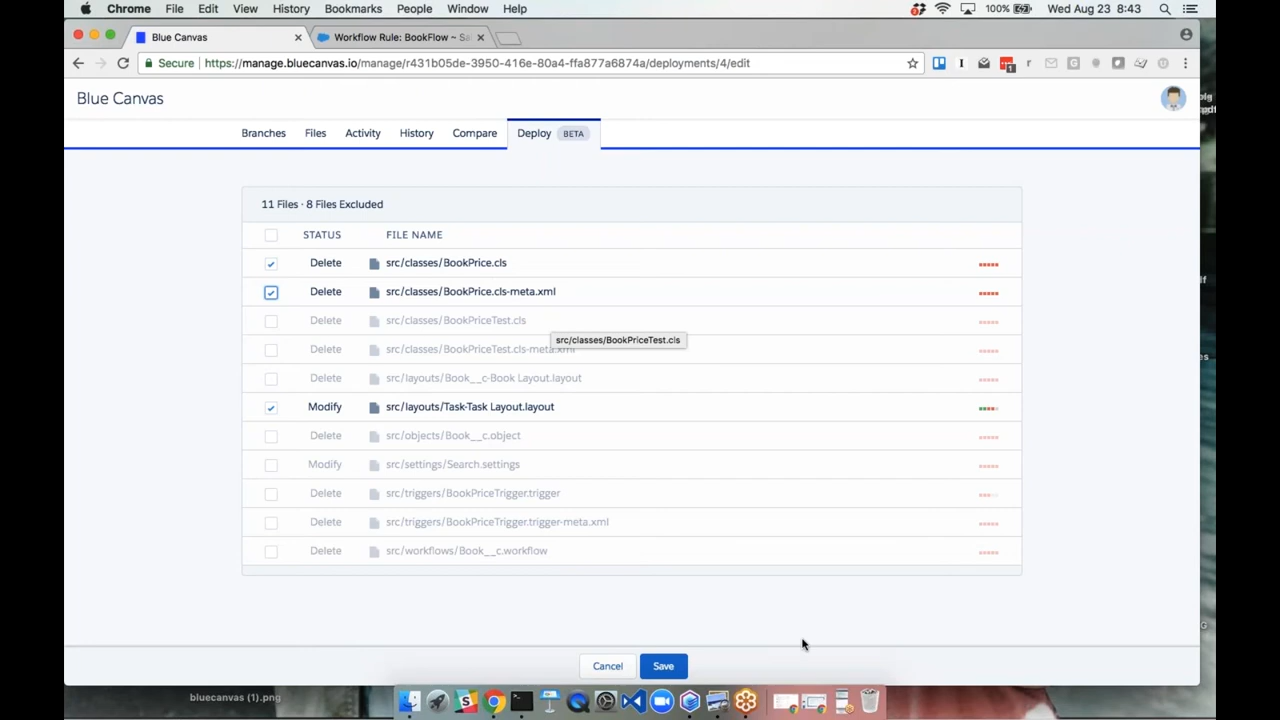 Chrome File Edit View History Bookmarks People Window Help 100% Wed Aug 23 8:43
Blue Canvas Workflow Rule: BookFlow ~ Sal
Secure https://manage.bluecanvas.io/manage/r431b05de-3950-416e-80a4-ffa877a6874a/deployments/4/edit
Blue Canvas
Branches Files Activity History Compare Deploy BETA
11 Files · 8 Files Excluded
STATUS FILE NAME
Delete src/classes/BookPrice.cls
Delete src/classes/BookPrice.cls-meta.xml
Delete src/classes/BookPriceTest.cls
src/classes/BookPriceTest.cls
Delete src/classes/BookPriceTest.cls-meta.xml
Delete src/layouts/Book__c-Book Layout.layout
Modify src/layouts/Task-Task Layout.layout
Delete src/objects/Book__c.object
Modify src/settings/Search.settings
Delete src/triggers/BookPriceTrigger.trigger
Delete src/triggers/BookPriceTrigger.trigger-meta.xml
Delete src/workflows/Book__c.workflow
Cancel Save
bluecanvas (1).png